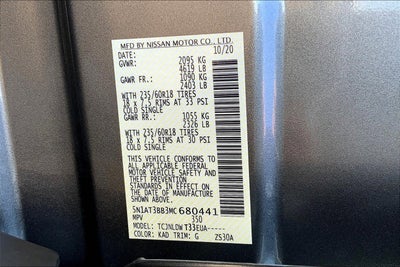 MFD BY NISSAN MOTOR CO., LTD.
DATE: 10/20
GVWR: 2095 KG
4619 LB
GAWR FR.: 1090 KG
2403 LB
WITH 235/60R18 TIRES
18 x 7.5 RIMS AT 33 PSI
COLD SINGLE
GAWR RR.: 1055 KG
2326 LB
WITH 235/60R18 TIRES
18 x 7.5 RIMS AT 30 PSI
COLD SINGLE
THIS VEHICLE CONFORMS TO
ALL APPLICABLE FEDERAL
MOTOR VEHICLE SAFETY
AND THEFT PREVENTION
STANDARDS IN EFFECT ON
THE DATE OF MANUFACTURE
SHOWN ABOVE.
5N1AT3BB3MC680441
MPV 350
MODEL: TCJNLDWT33EUA-----
COLOR: KAD TRIM: G ZS30A